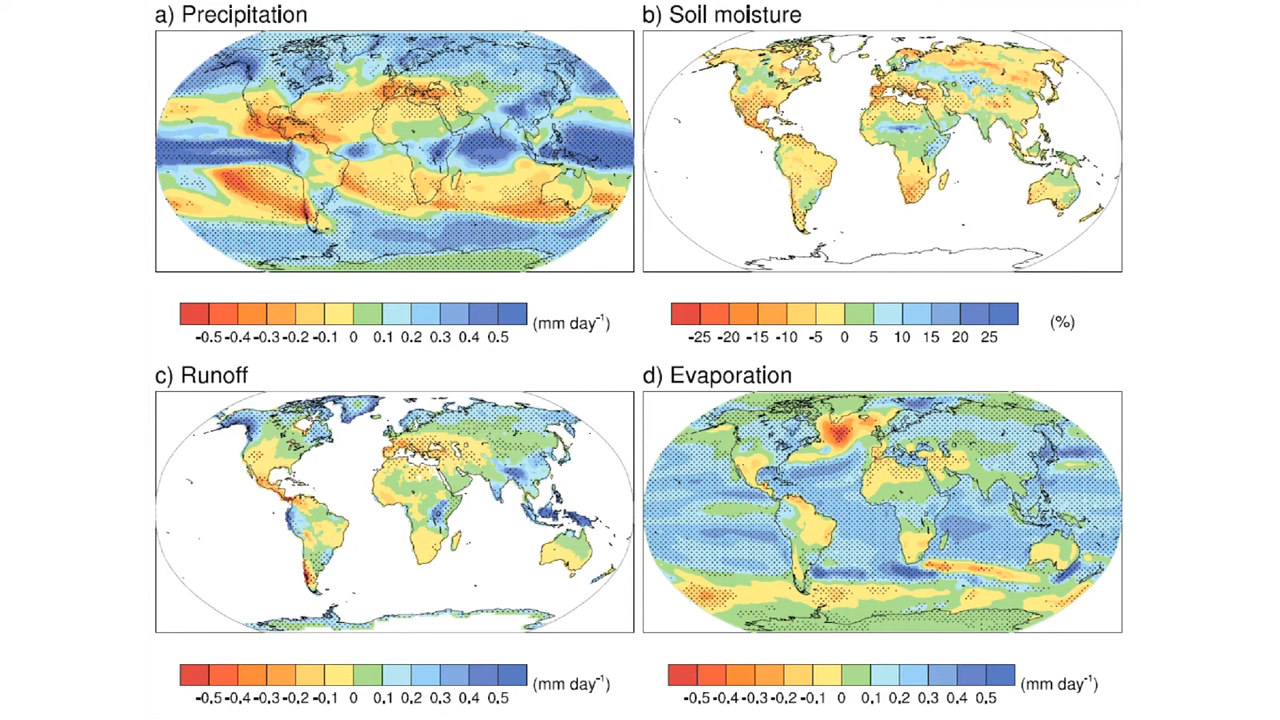 a) Precipitation
b) Soil moisture
-0.5-0.4-0.3-0.2-0.1 0 0.1 0.2 0.3 0.4 0.5 (mm day-1)
-25 -20 -15 -10 -5 0 5 10 15 20 25 (%)
c) Runoff
d) Evaporation
-0.5-0.4-0.3-0.2-0.1 0 0.1 0.2 0.3 0.4 0.5 (mm day-1)
-0.5-0.4-0.3-0.2-0.1 0 0.1 0.2 0.3 0.4 0.5 (mm day-1)